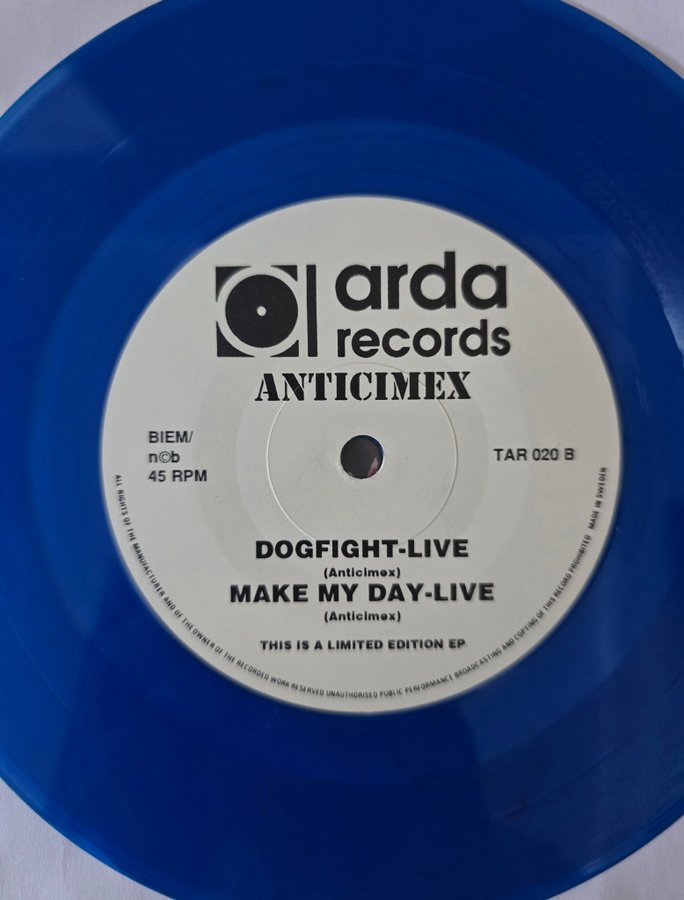 arda
records
ANTICIMEX
BIEM/
n©b
45 RPM
TAR 020 B
DOGFIGHT-LIVE
(Anticimex)
MAKE MY DAY-LIVE
(Anticimex)
THIS IS A LIMITED EDITION EP
ALL RIGHTS OF THE MANUFACTURER AND OF THE OWNER OF THE RECORDED WORK RESERVED UNAUTHORISED PUBLIC PERFORMANCE BROADCASTING AND COPYING OF THIS RECORD PROHIBITED MADE IN SWEDEN